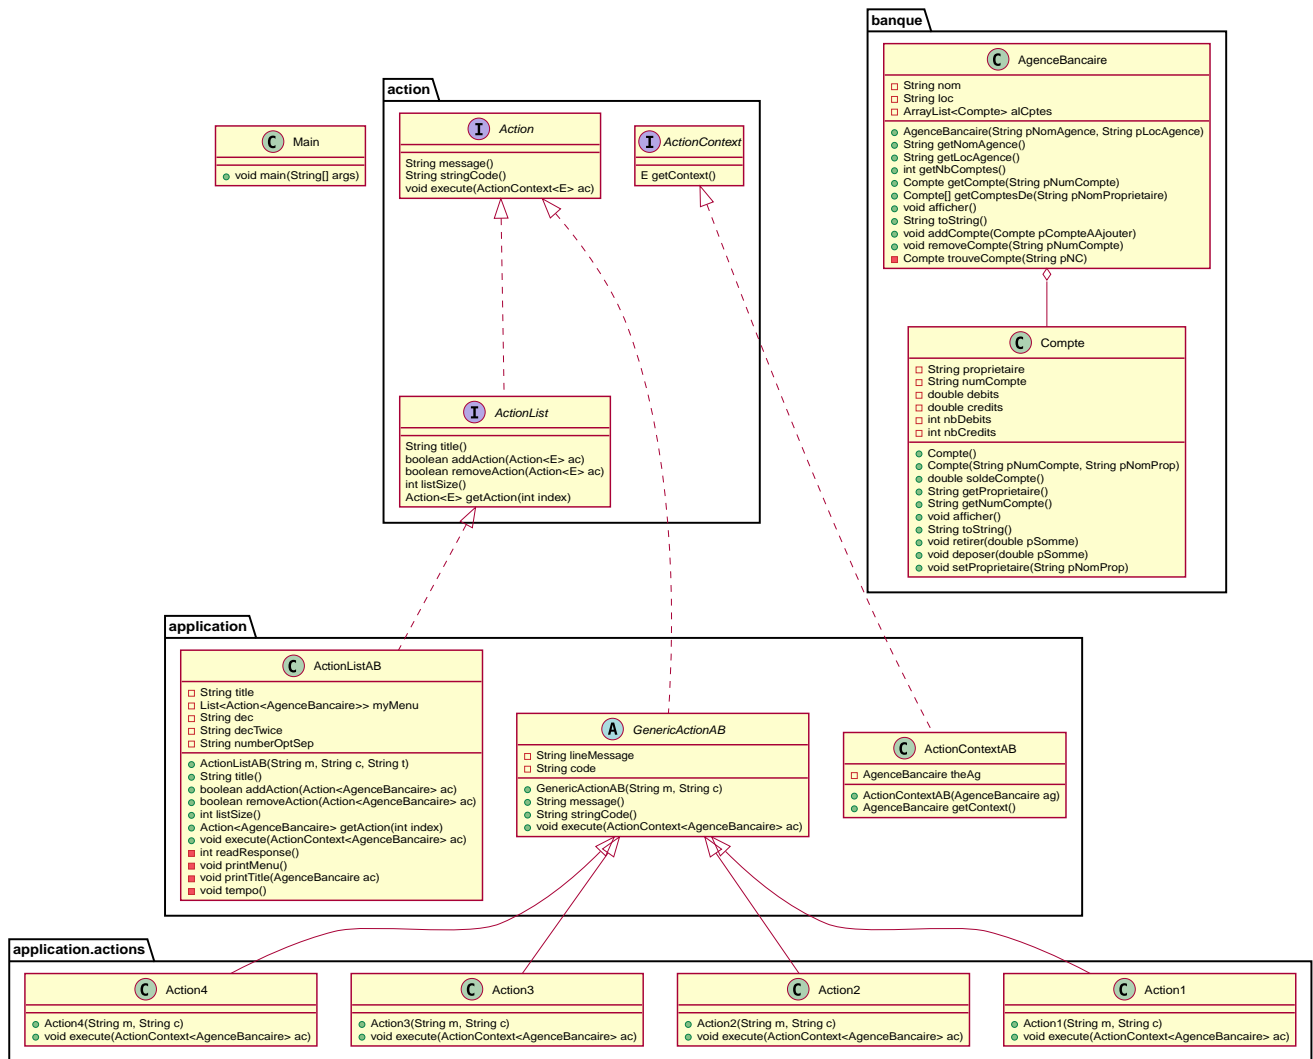 banque
C AgenceBancaire
String nom
String loc
ArrayList<Compte> alCptes
AgenceBancaire(String pNomAgence, String pLocAgence)
String getNomAgence()
String getLocAgence()
int getNbComptes()
Compte getCompte(String pNumCompte)
Compte[] getComptesDe(String pNomProprietaire)
void afficher()
String toString()
void addCompte(Compte pCompteAAjouter)
void removeCompte(String pNumCompte)
Compte trouveCompte(String pNC)
C Compte
String proprietaire
String numCompte
double debits
double credits
int nbDebits
int nbCredits
Compte()
Compte(String pNumCompte, String pNomProp)
double soldeCompte()
String getProprietaire()
String getNumCompte()
void afficher()
String toString()
void retirer(double pSomme)
void deposer(double pSomme)
void setProprietaire(String pNomProp)
action
C Main
void main(String[] args)
I Action
String message()
String stringCode()
void execute(ActionContext<E> ac)
I ActionContext
E getContext()
I ActionList
String title()
boolean addAction(Action<E> ac)
boolean removeAction(Action<E> ac)
int listSize()
Action<E> getAction(int index)
application
C ActionListAB
String title
List<Action<AgenceBancaire>> myMenu
String dec
String decTwice
String numberOptSep
ActionListAB(String m, String c, String t)
String title()
boolean addAction(Action<AgenceBancaire> ac)
boolean removeAction(Action<AgenceBancaire> ac)
int listSize()
Action<AgenceBancaire> getAction(int index)
void execute(ActionContext<AgenceBancaire> ac)
int readResponse()
void printMenu()
void printTitle(AgenceBancaire ac)
void tempo()
A GenericActionAB
String lineMessage
String code
GenericActionAB(String m, String c)
String message()
String stringCode()
void execute(ActionContext<AgenceBancaire> ac)
C ActionContextAB
AgenceBancaire theAg
ActionContextAB(AgenceBancaire ag)
AgenceBancaire getContext()
application.actions
C Action4
Action4(String m, String c)
void execute(ActionContext<AgenceBancaire> ac)
C Action3
Action3(String m, String c)
void execute(ActionContext<AgenceBancaire> ac)
C Action2
Action2(String m, String c)
void execute(ActionContext<AgenceBancaire> ac)
C Action1
Action1(String m, String c)
void execute(ActionContext<AgenceBancaire> ac)